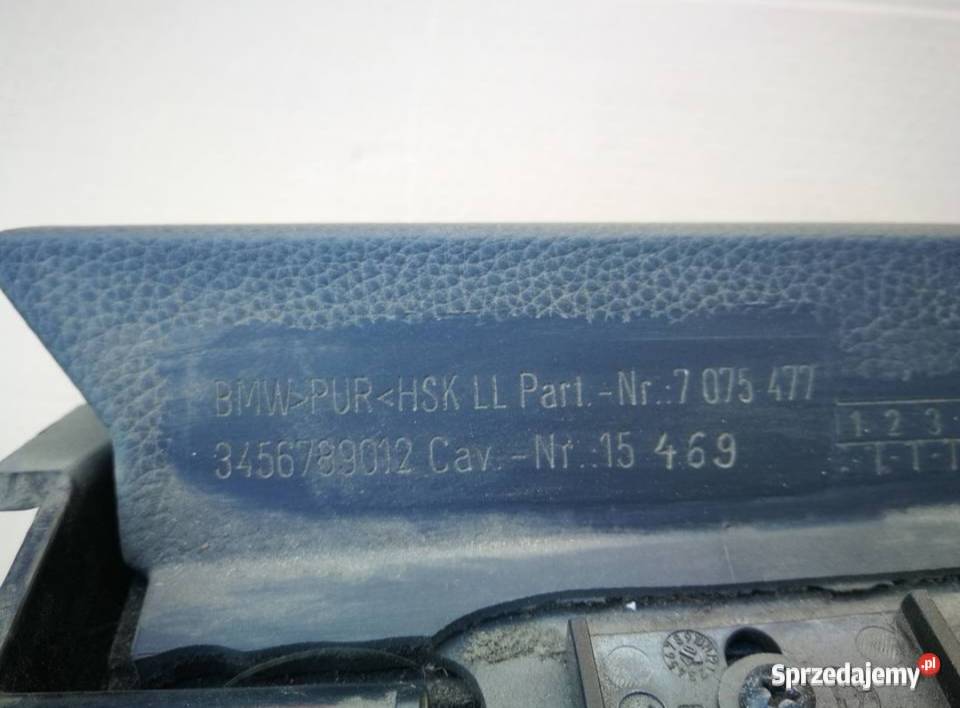 BMW>PUR<HSK LL Part.-Nr.:7 075 477
3456789012 Cav.-Nr.:15 469
1 2 3
Sprzedajemy.pl